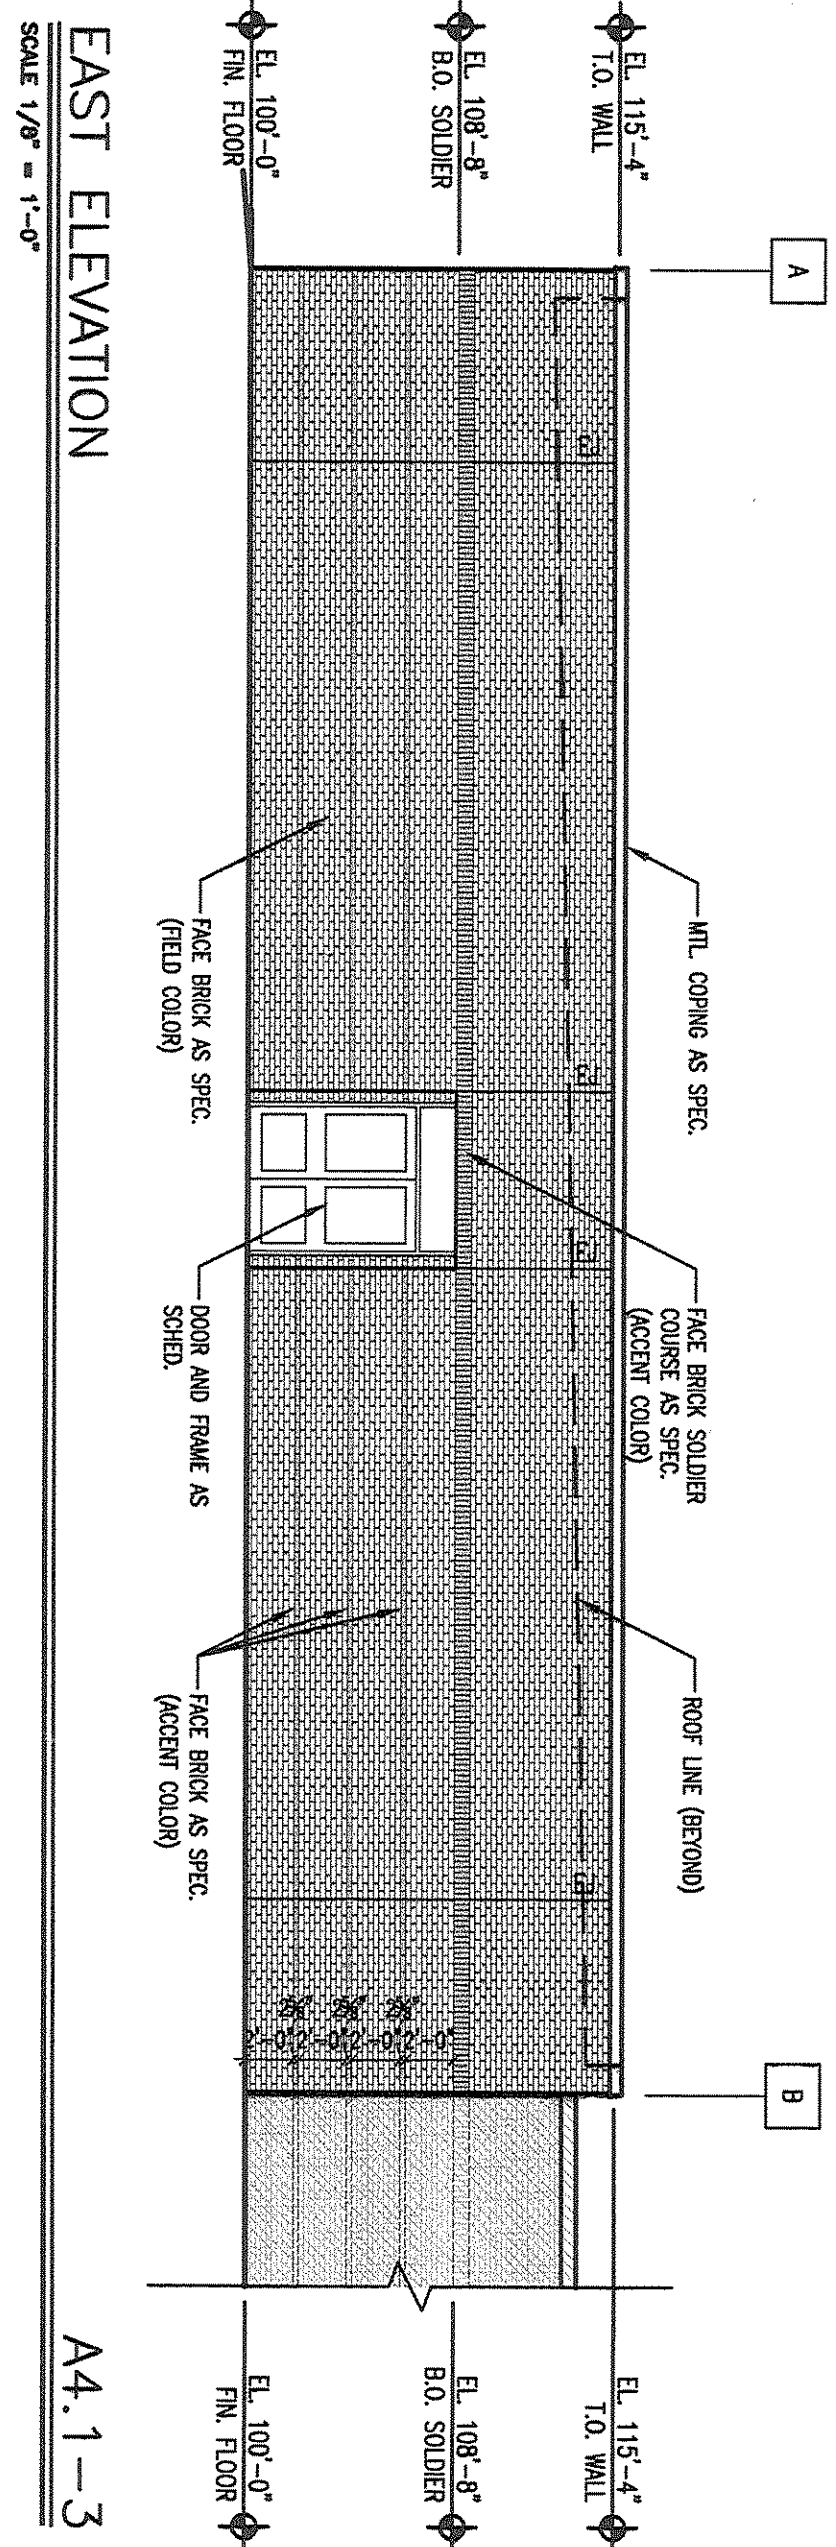 A
B
EL. 115'-4"
T.O. WALL
EL. 108'-8"
B.O. SOLDIER
EL. 100'-0"
FIN. FLOOR
MTL. COPING AS SPEC.
FACE BRICK SOLDIER
COURSE AS SPEC.
(ACCENT COLOR)
ROOF LINE (BEYOND)
FACE BRICK AS SPEC.
(FIELD COLOR)
DOOR AND FRAME AS
SCHED.
FACE BRICK AS SPEC.
(ACCENT COLOR)
2'-0"
2'-0"
2'-0"
2'-0"
EL. 115'-4"
T.O. WALL
EL. 108'-8"
B.O. SOLDIER
EL. 100'-0"
FIN. FLOOR
EAST ELEVATION
A4.1-3
SCALE 1/8" = 1'-0"